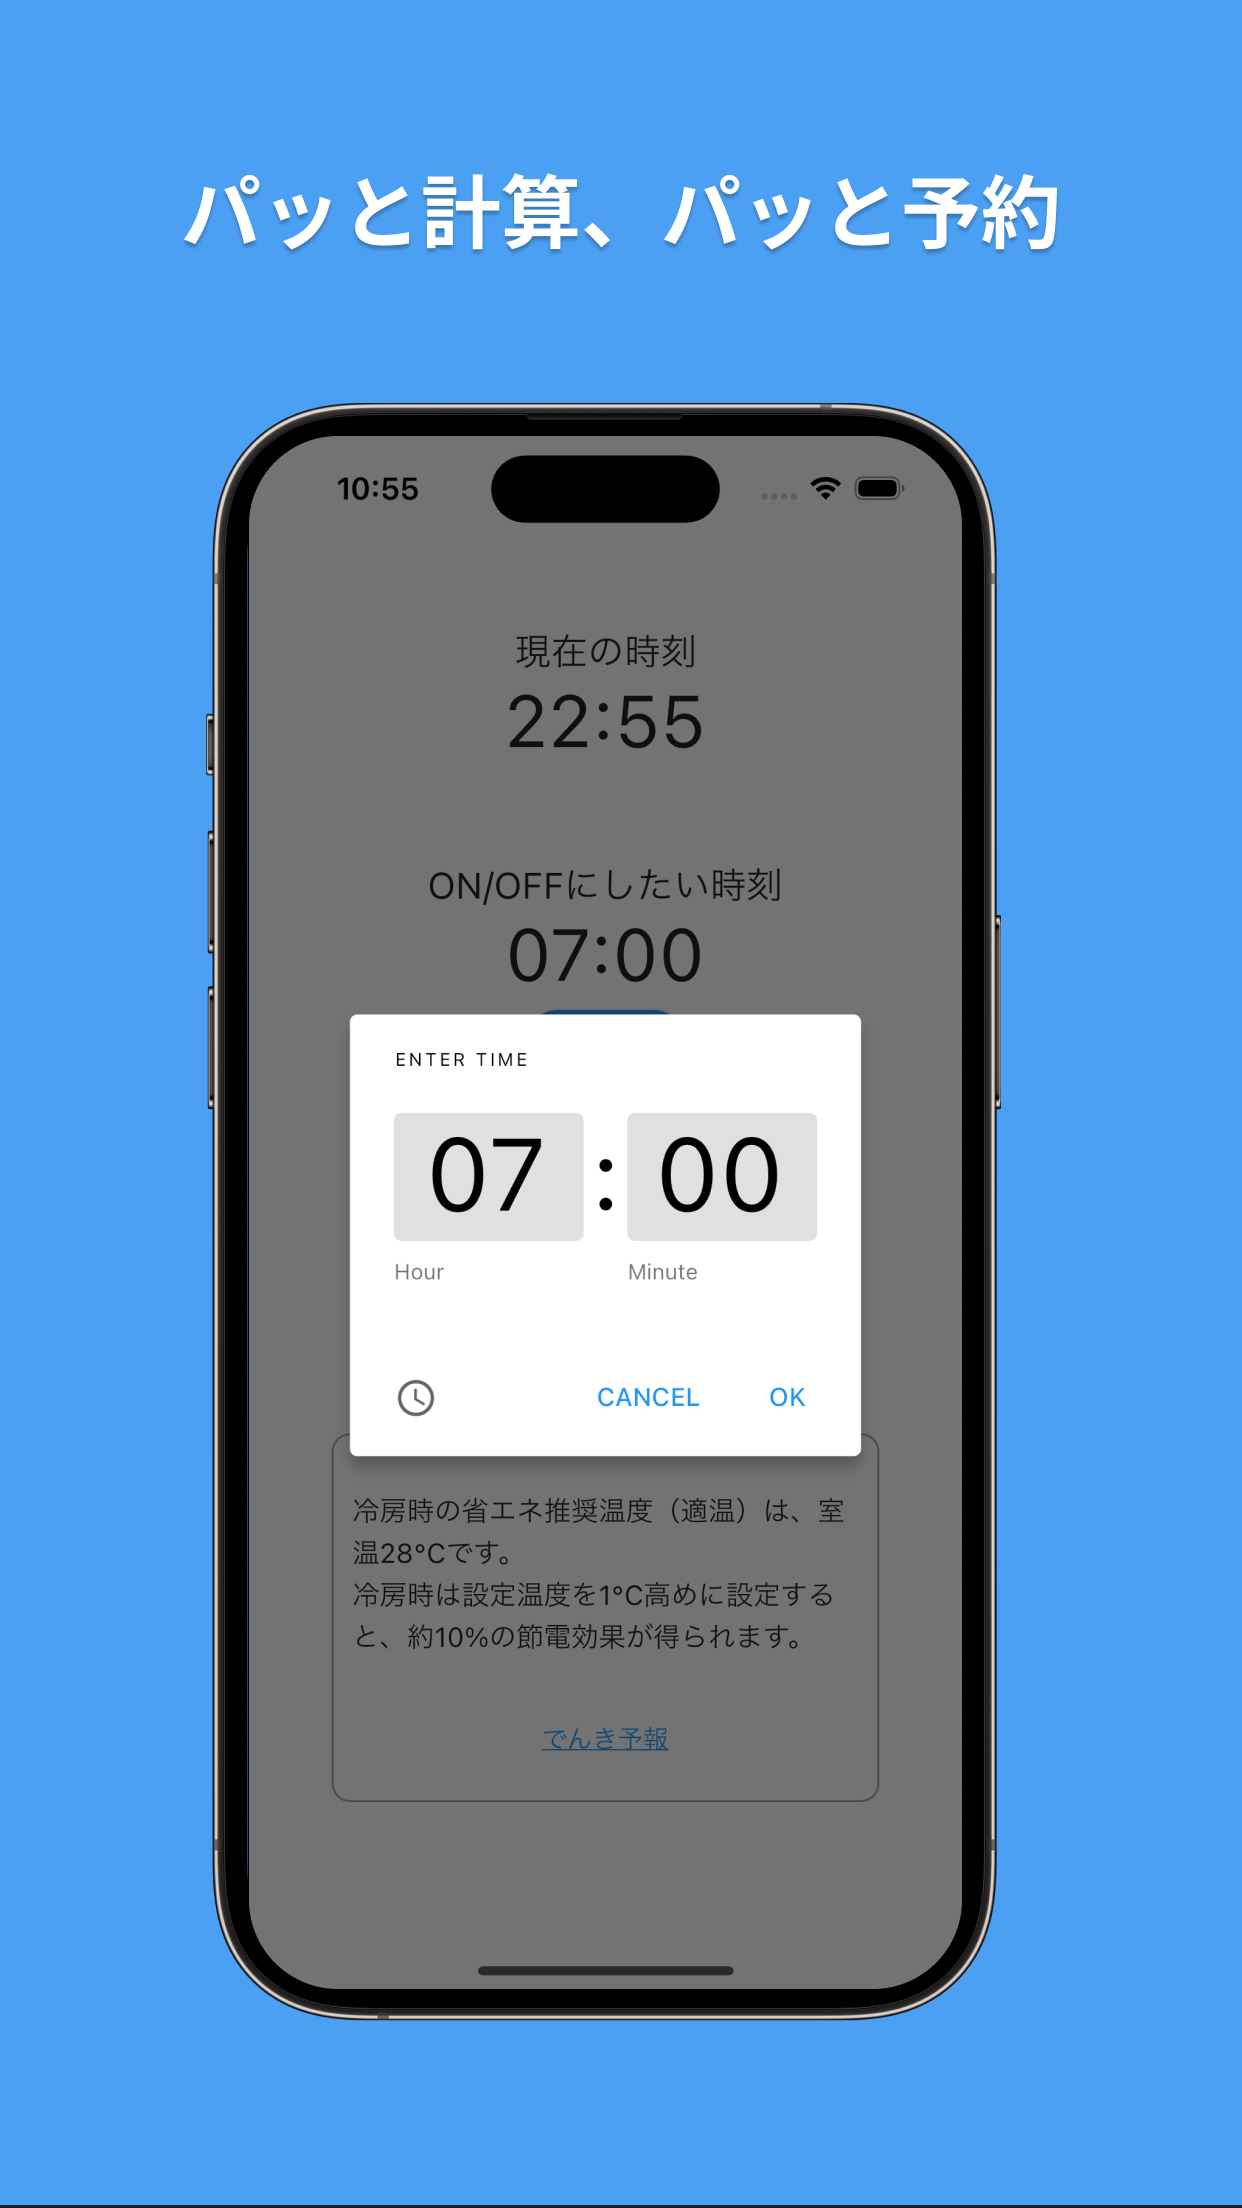 パッと計算、パッと予約
10:55
現在の時刻
22:55
ON/OFFにしたい時刻
07:00
ENTER TIME
07 : 00
Hour Minute
CANCEL OK
冷房時の省エネ推奨温度（適温）は、室
温28°Cです。
冷房時は設定温度を1°C高めに設定する
と、約10%の節電効果が得られます。
でんき予報